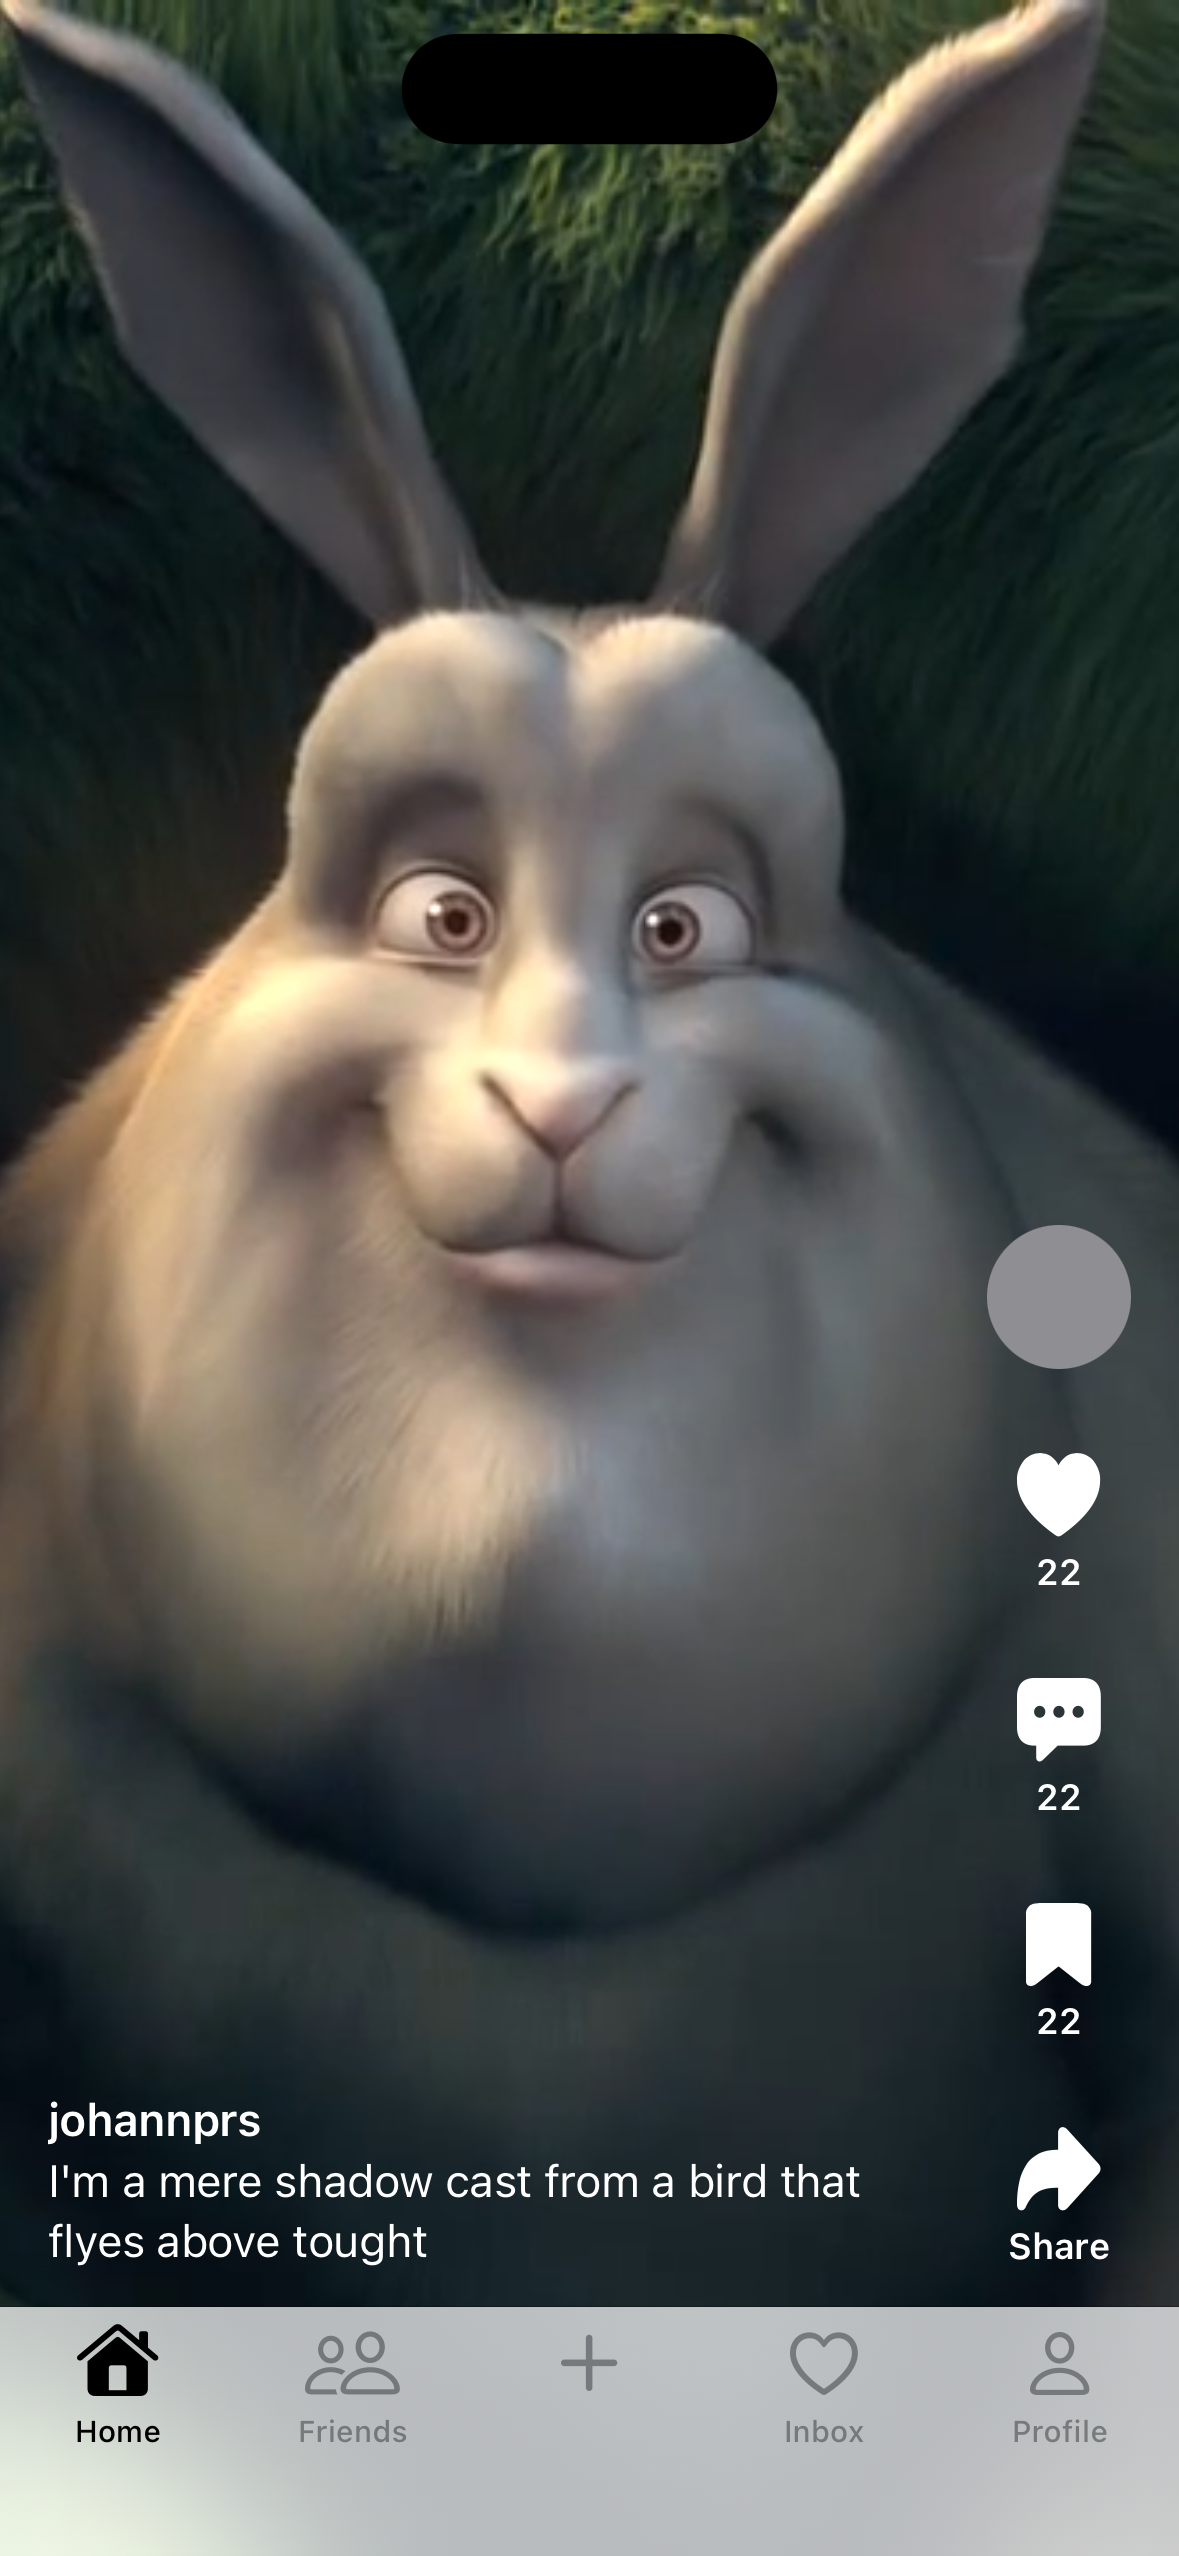 22
22
22
johannprs
I'm a mere shadow cast from a bird that
flyes above tought
Share
Home
Friends
Inbox
Profile